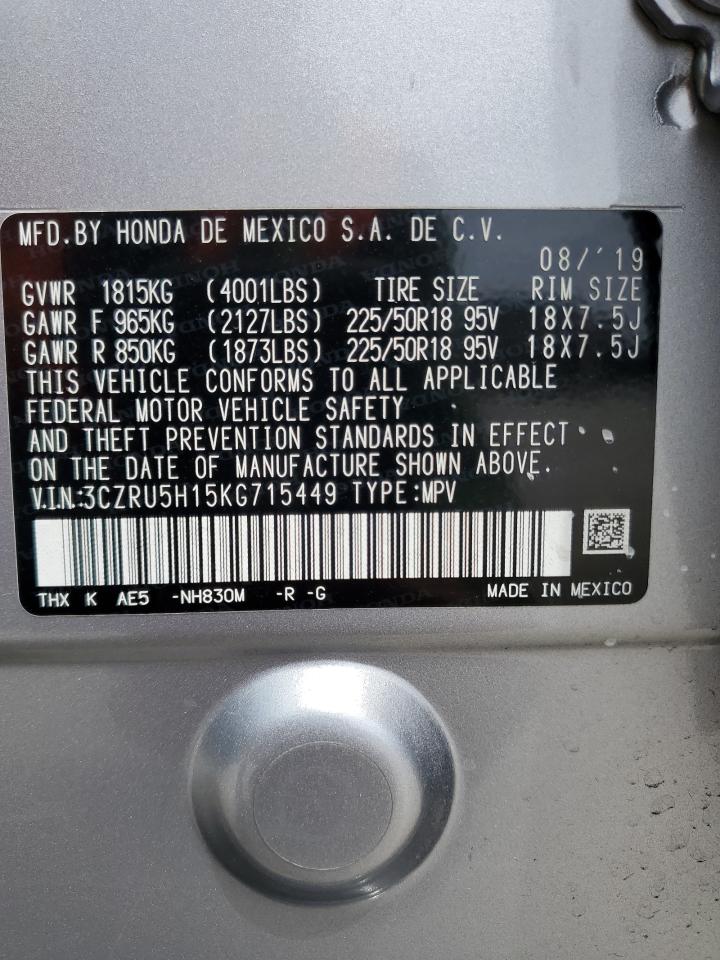 MFD.BY HONDA DE MEXICO S.A. DE C.V.
08/'19
GVWR 1815KG (4001LBS) TIRE SIZE RIM SIZE
GAWR F 965KG (2127LBS) 225/50R18 95V 18X7.5J
GAWR R 850KG (1873LBS) 225/50R18 95V 18X7.5J
THIS VEHICLE CONFORMS TO ALL APPLICABLE
FEDERAL MOTOR VEHICLE SAFETY
AND THEFT PREVENTION STANDARDS IN EFFECT
ON THE DATE OF MANUFACTURE SHOWN ABOVE.
V.I.N:3CZRU5H15KG715449 TYPE:MPV
THX K AE5 -NH830M -R -G MADE IN MEXICO